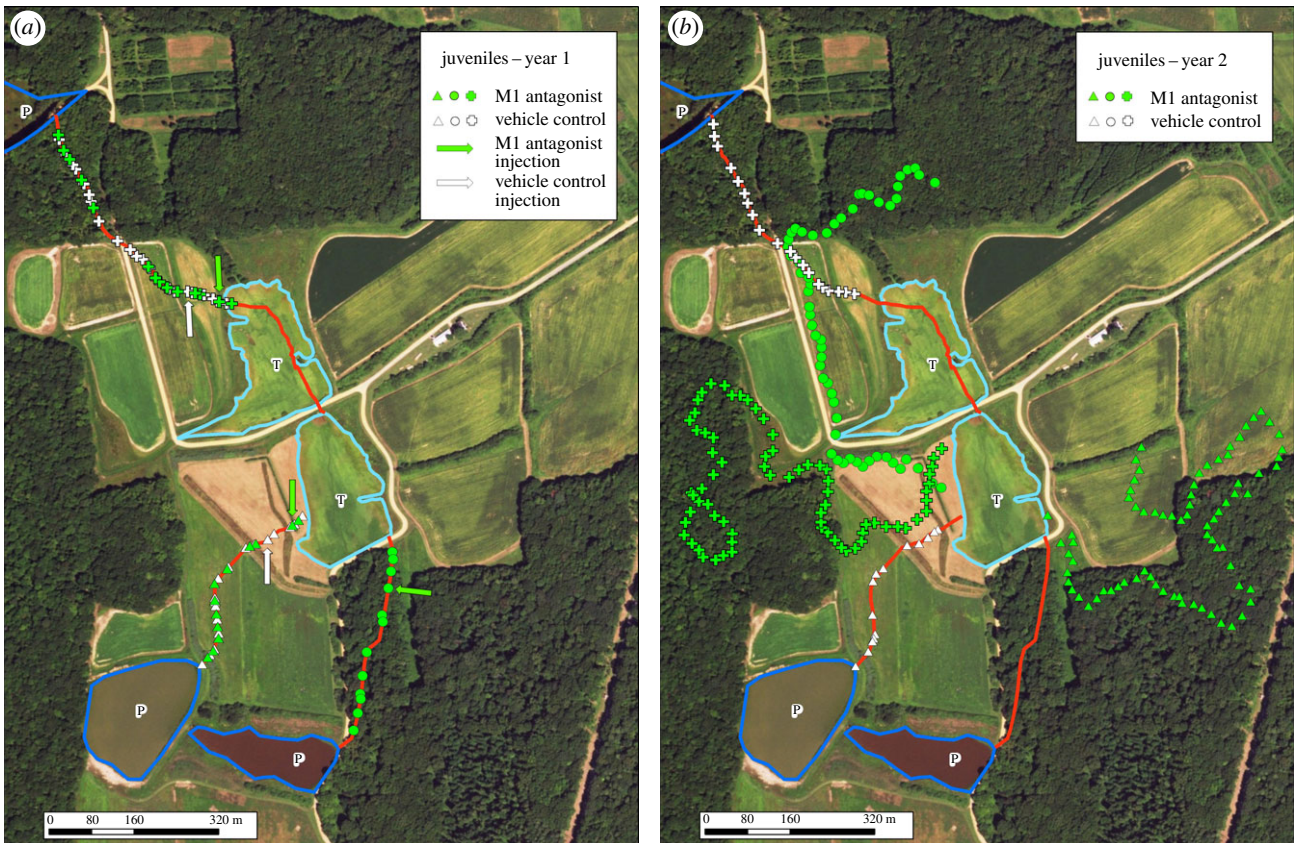 (a)
juveniles – year 1
M1 antagonist
vehicle control
M1 antagonist
injection
vehicle control
injection
P
T
T
P
P
0 80 160 320 m
(b)
juveniles – year 2
M1 antagonist
vehicle control
P
T
T
P
P
0 80 160 320 m